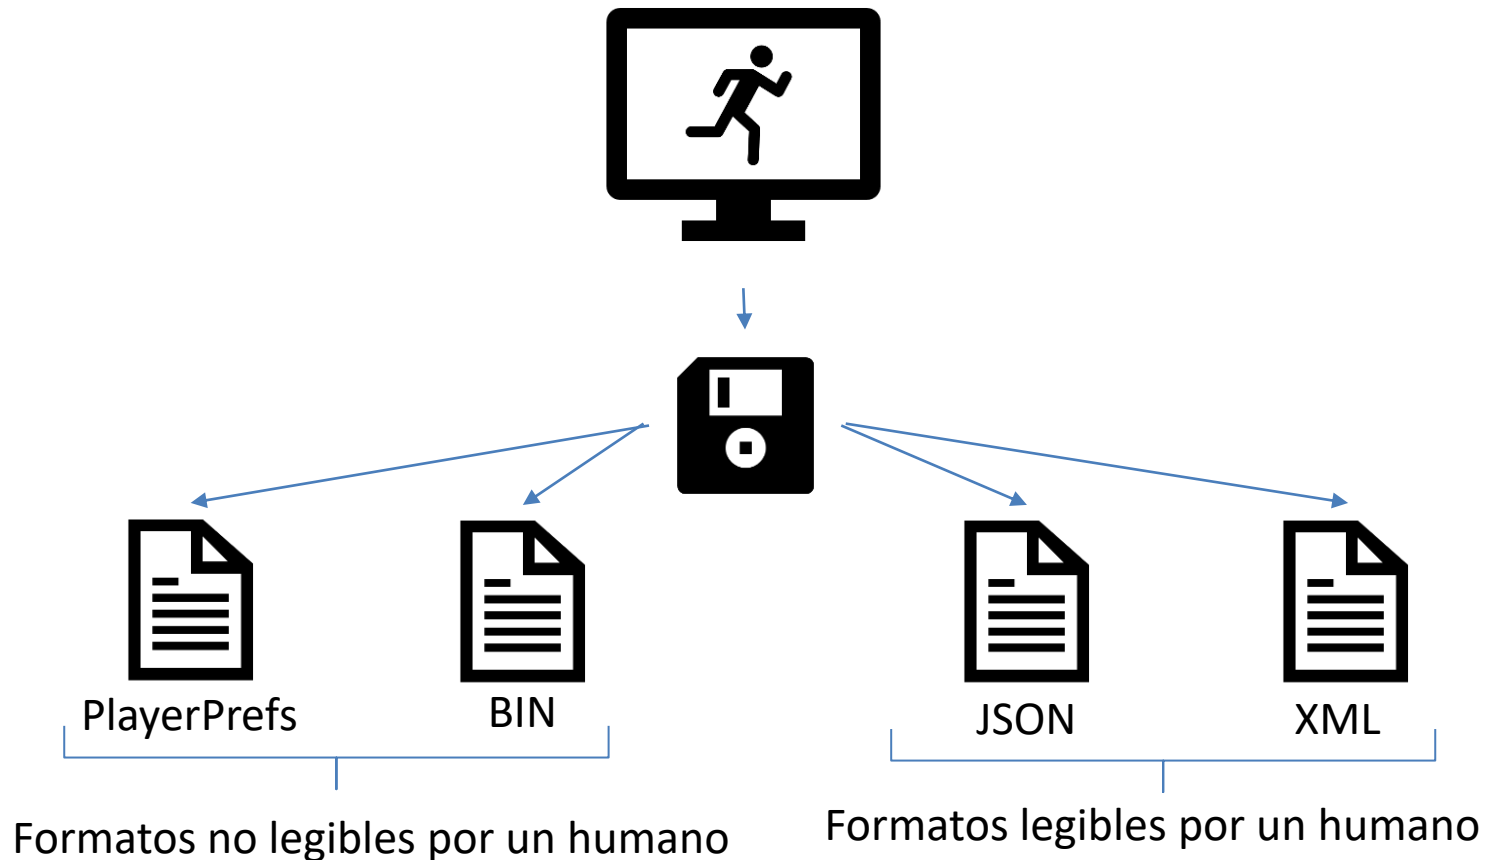 PlayerPrefs
BIN
JSON
XML
Formatos no legibles por un humano
Formatos legibles por un humano